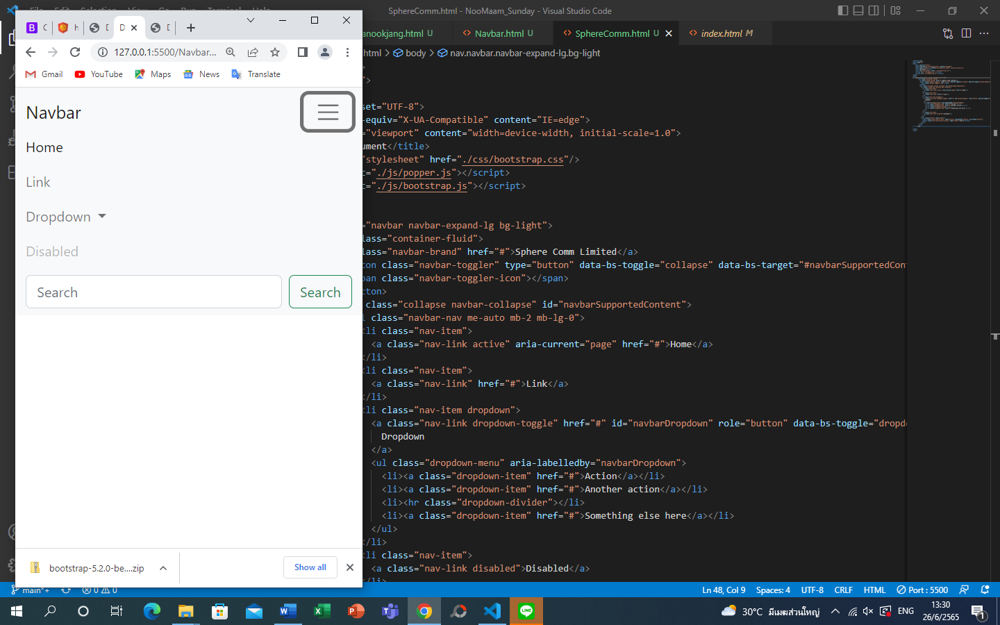 SphereComm.html - NooMaam_Sunday - Visual Studio Code
127.0.0.1:5500/Navbar...
Gmail
YouTube
Maps
News
Translate
Navbar
Home
Link
Dropdown
Disabled
Search
Search
bootstrap-5.2.0-be....zip
Show all
anookjang.html U
Navbar.html U
SphereComm.html U
index.html M
html > body > nav.navbar.navbar-expand-lg.bg-light
>
">
set="UTF-8">
-equiv="X-UA-Compatible" content="IE=edge">
="viewport" content="width=device-width, initial-scale=1.0">
ument</title>
"stylesheet" href="./css/bootstrap.css"/>
="./js/popper.js"></script>
="./js/bootstrap.js"></script>
="navbar navbar-expand-lg bg-light">
lass="container-fluid">
lass="navbar-brand" href="#">Sphere Comm Limited</a>
ton class="navbar-toggler" type="button" data-bs-toggle="collapse" data-bs-target="#navbarSupportedCont
pan class="navbar-toggler-icon"></span>
tton>
class="collapse navbar-collapse" id="navbarSupportedContent">
l class="navbar-nav me-auto mb-2 mb-lg-0">
<li class="nav-item">
<a class="nav-link active" aria-current="page" href="#">Home</a>
</li>
<li class="nav-item">
<a class="nav-link" href="#">Link</a>
</li>
<li class="nav-item dropdown">
<a class="nav-link dropdown-toggle" href="#" id="navbarDropdown" role="button" data-bs-toggle="dropdo
Dropdown
</a>
<ul class="dropdown-menu" aria-labelledby="navbarDropdown">
<li><a class="dropdown-item" href="#">Action</a></li>
<li><a class="dropdown-item" href="#">Another action</a></li>
<li><hr class="dropdown-divider"></li>
<li><a class="dropdown-item" href="#">Something else here</a></li>
</ul>
</li>
<li class="nav-item">
<a class="nav-link disabled">Disabled</a>
</li>
main*+ 0 0
Ln 48, Col 9 Spaces: 4 UTF-8 CRLF HTML Port : 5500
30°C มีเมฆส่วนใหญ่
ENG
13:30
26/6/2565
1